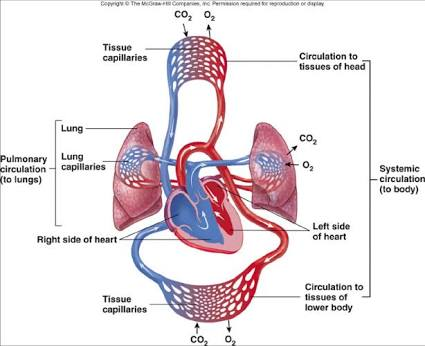 Copyright © The McGraw-Hill Companies, Inc. Permission required for reproduction or display.
CO2
O2
Tissue
capillaries
Circulation to
tissues of head
Lung
Lung
capillaries
Pulmonary
circulation
(to lungs)
CO2
O2
Systemic
circulation
(to body)
Right side of heart
Left side
of heart
Tissue
capillaries
Circulation to
tissues of
lower body
CO2
O2